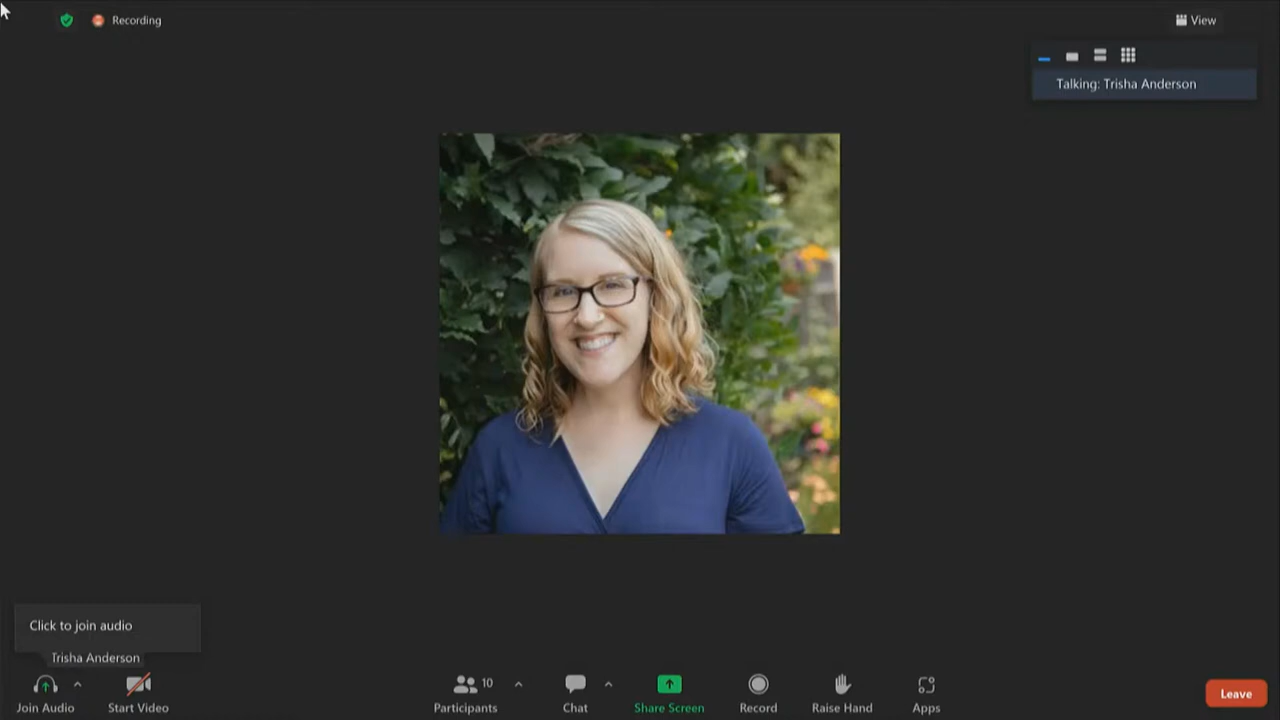 Recording
View
Talking: Trisha Anderson
Click to join audio
Trisha Anderson
Join Audio
Start Video
10
Participants
Chat
Share Screen
Record
Raise Hand
Apps
Leave